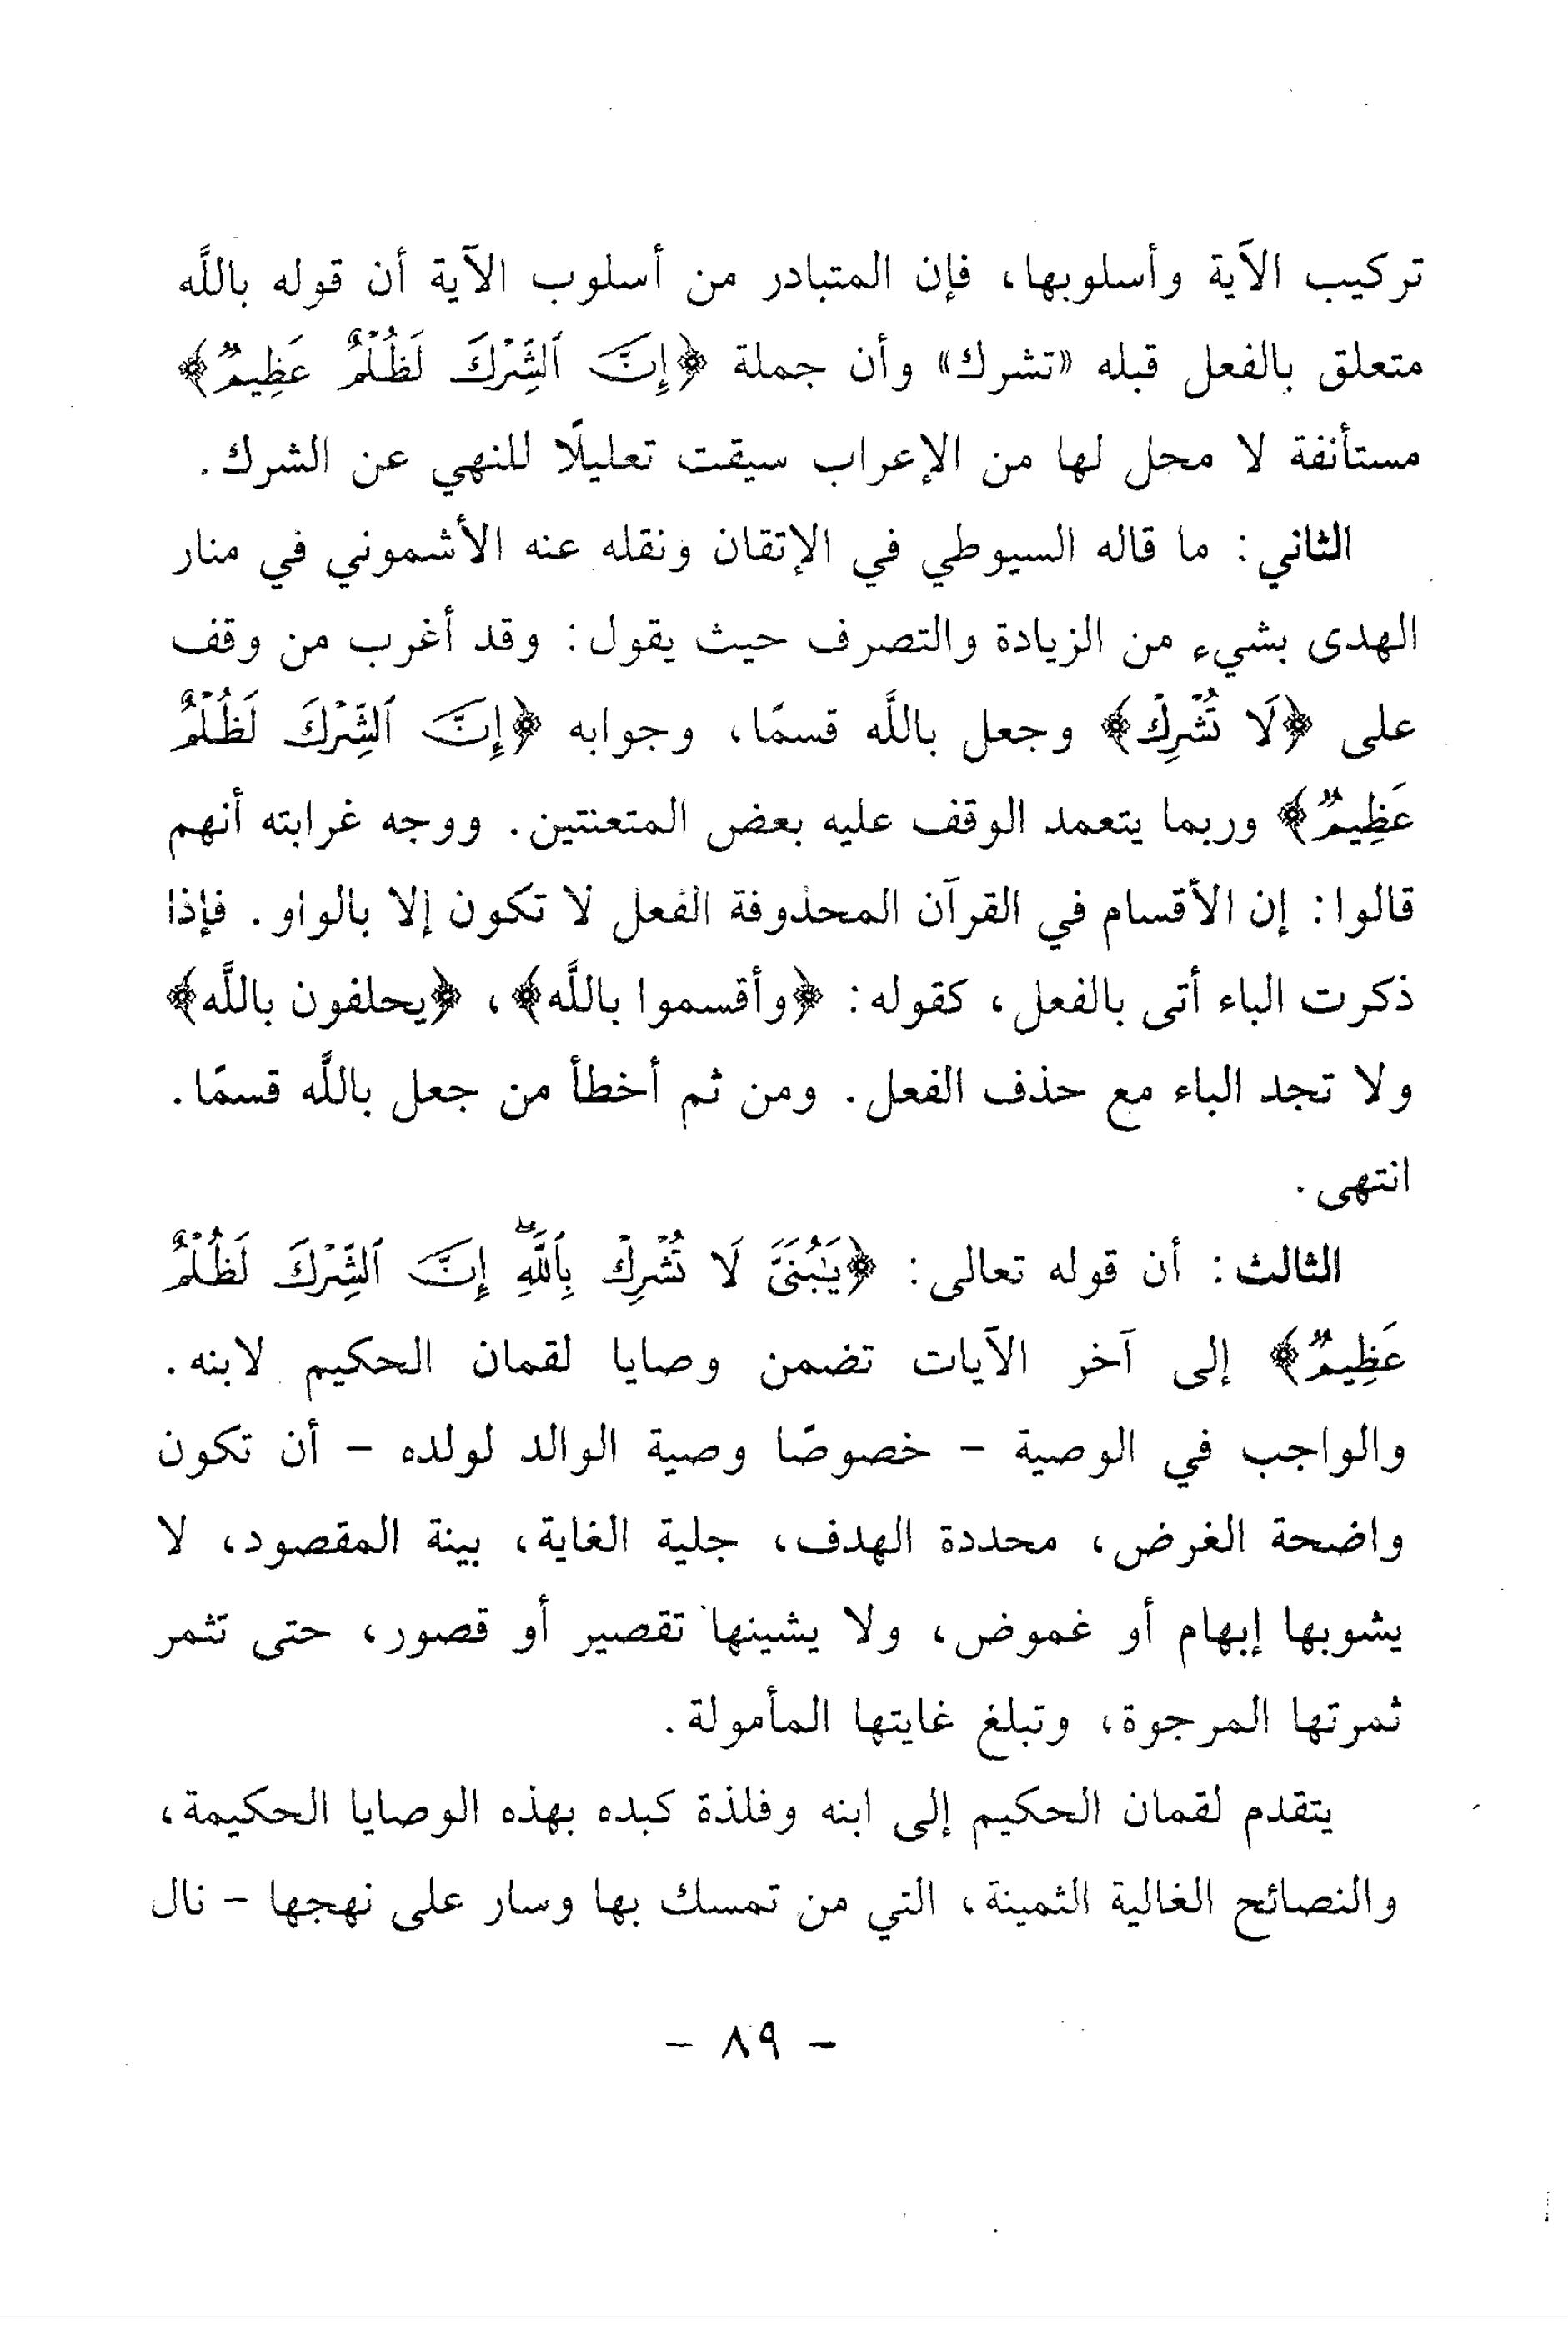 تركيب الآية وأسلوبها، فإن المتبادر من أسلوب الآية أن قوله باللَّه
متعلق بالفعل قبله «تشرك» وأن جملة ﴿إِنَّ ٱلشِّرْكَ لَظُلْمٌ عَظِيمٌ﴾
مستأنفة لا محل لها من الإعراب سيقت تعليلًا للنهي عن الشرك.
الثاني: ما قاله السيوطي في الإتقان ونقله عنه الأشموني في منار
الهدى بشيء من الزيادة والتصرف حيث يقول: وقد أغرب من وقف
على ﴿لَا تُشْرِكْ﴾ وجعل باللَّه قسمًا، وجوابه ﴿إِنَّ ٱلشِّرْكَ لَظُلْمٌ
عَظِيمٌ﴾ وربما يتعمد الوقف عليه بعض المتعنتين. ووجه غرابته أنهم
قالوا: إن الأقسام في القرآن المحذوفة الفعل لا تكون إلا بالواو. فإذا
ذكرت الباء أتى بالفعل، كقوله: ﴿وأقسموا باللَّه﴾، ﴿يحلفون باللَّه﴾
ولا تجد الباء مع حذف الفعل. ومن ثم أخطأ من جعل باللَّه قسمًا.
انتهى.
الثالث: أن قوله تعالى: ﴿يَٰبُنَىَّ لَا تُشْرِكْ بِٱللَّهِۖ إِنَّ ٱلشِّرْكَ لَظُلْمٌ
عَظِيمٌ﴾ إلى آخر الآيات تضمن وصايا لقمان الحكيم لابنه.
والواجب في الوصية - خصوصًا وصية الوالد لولده - أن تكون
واضحة الغرض، محددة الهدف، جلية الغاية، بينة المقصود، لا
يشوبها إبهام أو غموض، ولا يشينها تقصير أو قصور، حتى تثمر
ثمرتها المرجوة، وتبلغ غايتها المأمولة.
يتقدم لقمان الحكيم إلى ابنه وفلذة كبده بهذه الوصايا الحكيمة،
والنصائح الغالية الثمينة، التي من تمسك بها وسار على نهجها - نال
- ٨٩ -